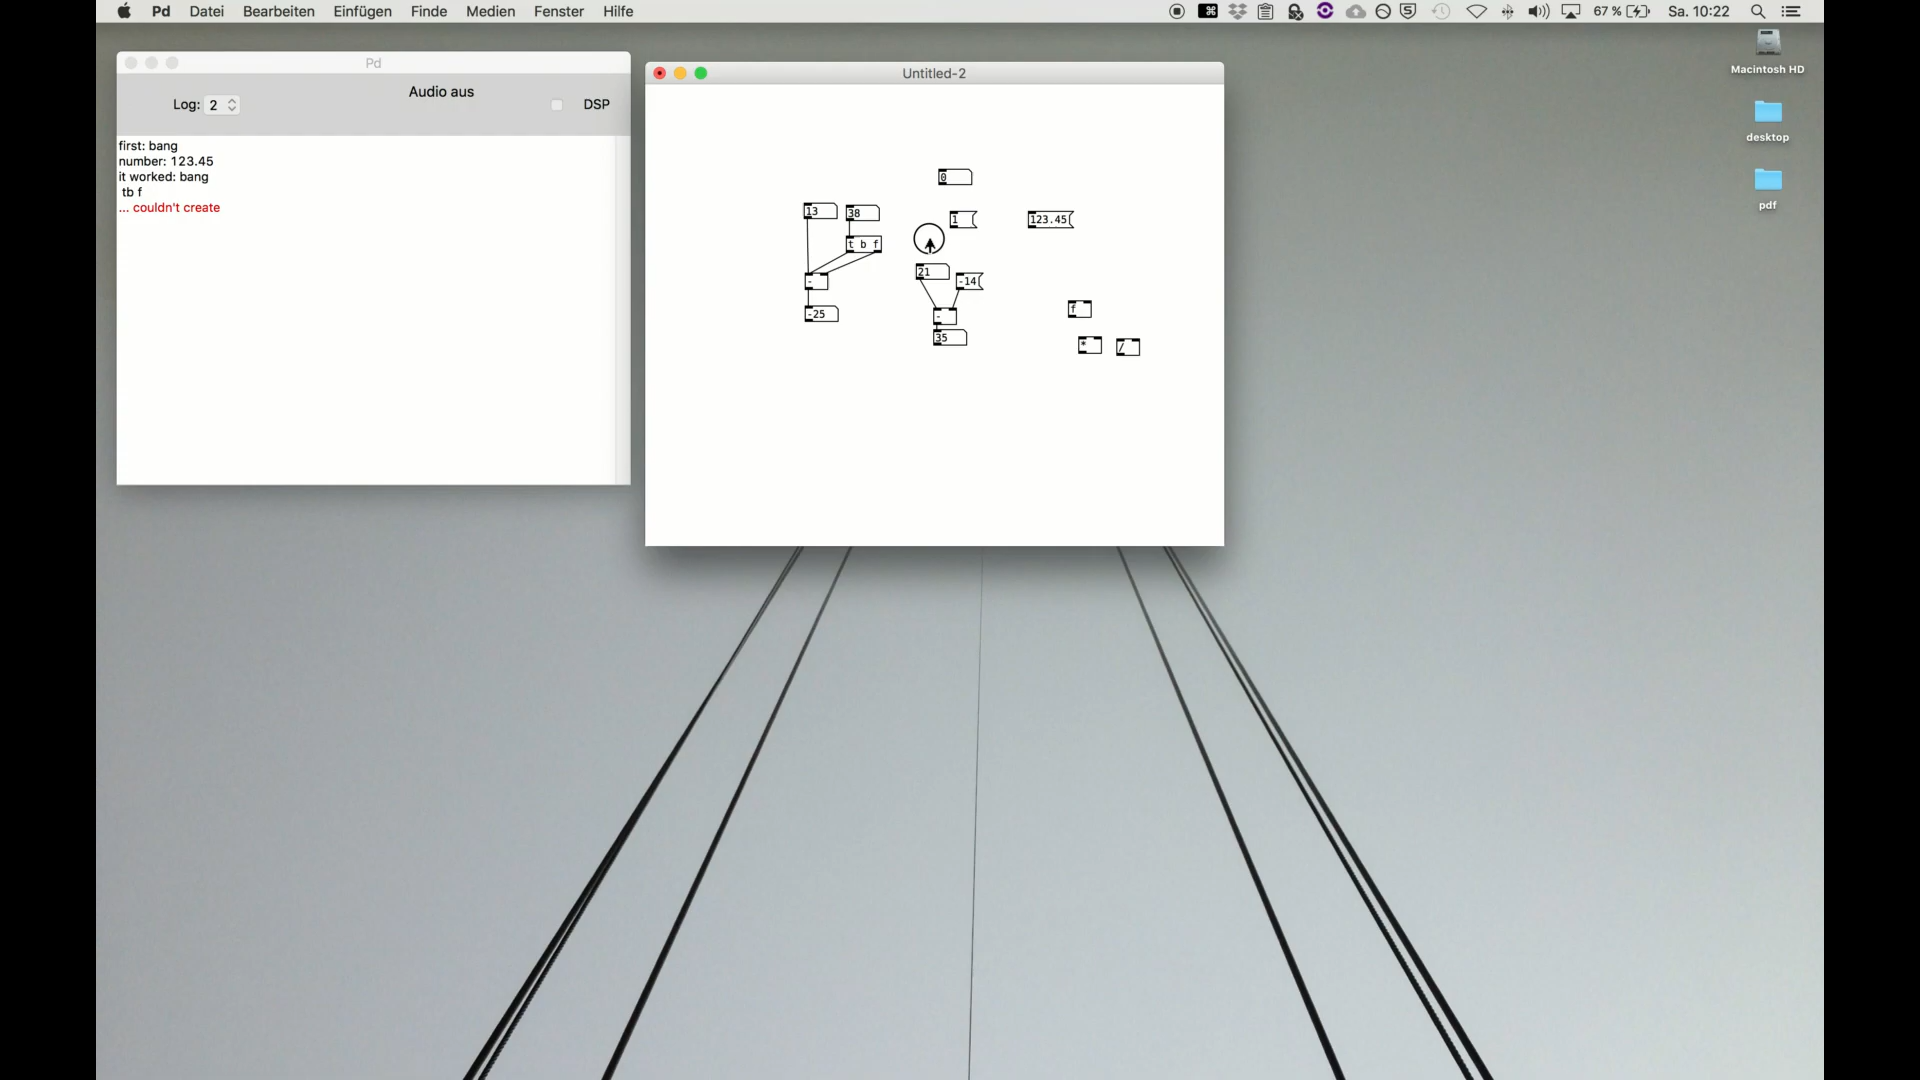 Pd Datei Bearbeiten Einfügen Finde Medien Fenster Hilfe 67 % Sa. 10:22
Macintosh HD
desktop
pdf
Pd
Audio aus
Log: 2 DSP
first: bang
number: 123.45
it worked: bang
tb f
... couldn't create
Untitled-2
0
13 38 1 123.45
t b f
21 -14
-
-25
f
-
35
* /